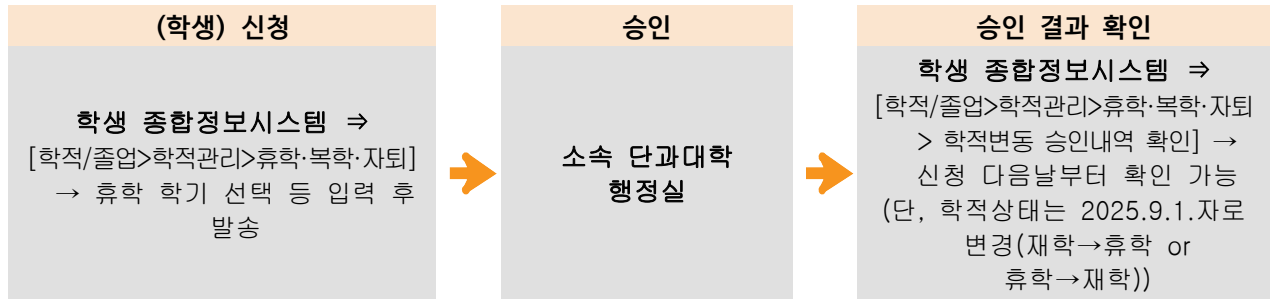 (학생) 신청
학생 종합정보시스템 ⇒
[학적/졸업>학적관리>휴학·복학·자퇴]
→ 휴학 학기 선택 등 입력 후
발송
승인
소속 단과대학
행정실
승인 결과 확인
학생 종합정보시스템 ⇒
[학적/졸업>학적관리>휴학·복학·자퇴
> 학적변동 승인내역 확인] →
신청 다음날부터 확인 가능
(단, 학적상태는 2025.9.1.자로
변경(재학→휴학 or
휴학→재학))